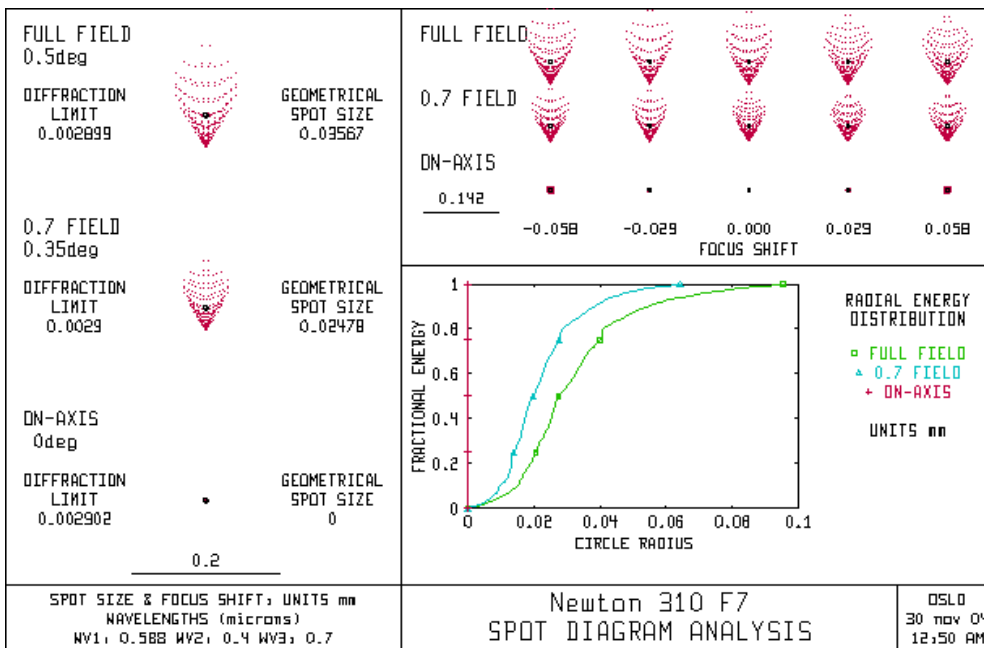 FULL FIELD
0.5deg
DIFFRACTION
LIMIT
0.002899
GEOMETRICAL
SPOT SIZE
0.03567
0.7 FIELD
0.35deg
DIFFRACTION
LIMIT
0.0029
GEOMETRICAL
SPOT SIZE
0.02478
ON-AXIS
0deg
DIFFRACTION
LIMIT
0.002902
GEOMETRICAL
SPOT SIZE
0
0.2
FULL FIELD
0.7 FIELD
ON-AXIS
0.142
-0.058 -0.029 0.000 0.029 0.058
FOCUS SHIFT
FRACTIONAL ENERGY
1
0.8
0.6
0.4
0.2
0
0 0.02 0.04 0.06 0.08 0.1
CIRCLE RADIUS
RADIAL ENERGY
DISTRIBUTION
FULL FIELD
0.7 FIELD
ON-AXIS
UNITS mm
SPOT SIZE & FOCUS SHIFT: UNITS mm
WAVELENGTHS (microns)
WV1: 0.588 WV2: 0.4 WV3: 0.7
Newton 310 F7
SPOT DIAGRAM ANALYSIS
OSLO
30 nov 04
12:50 AM